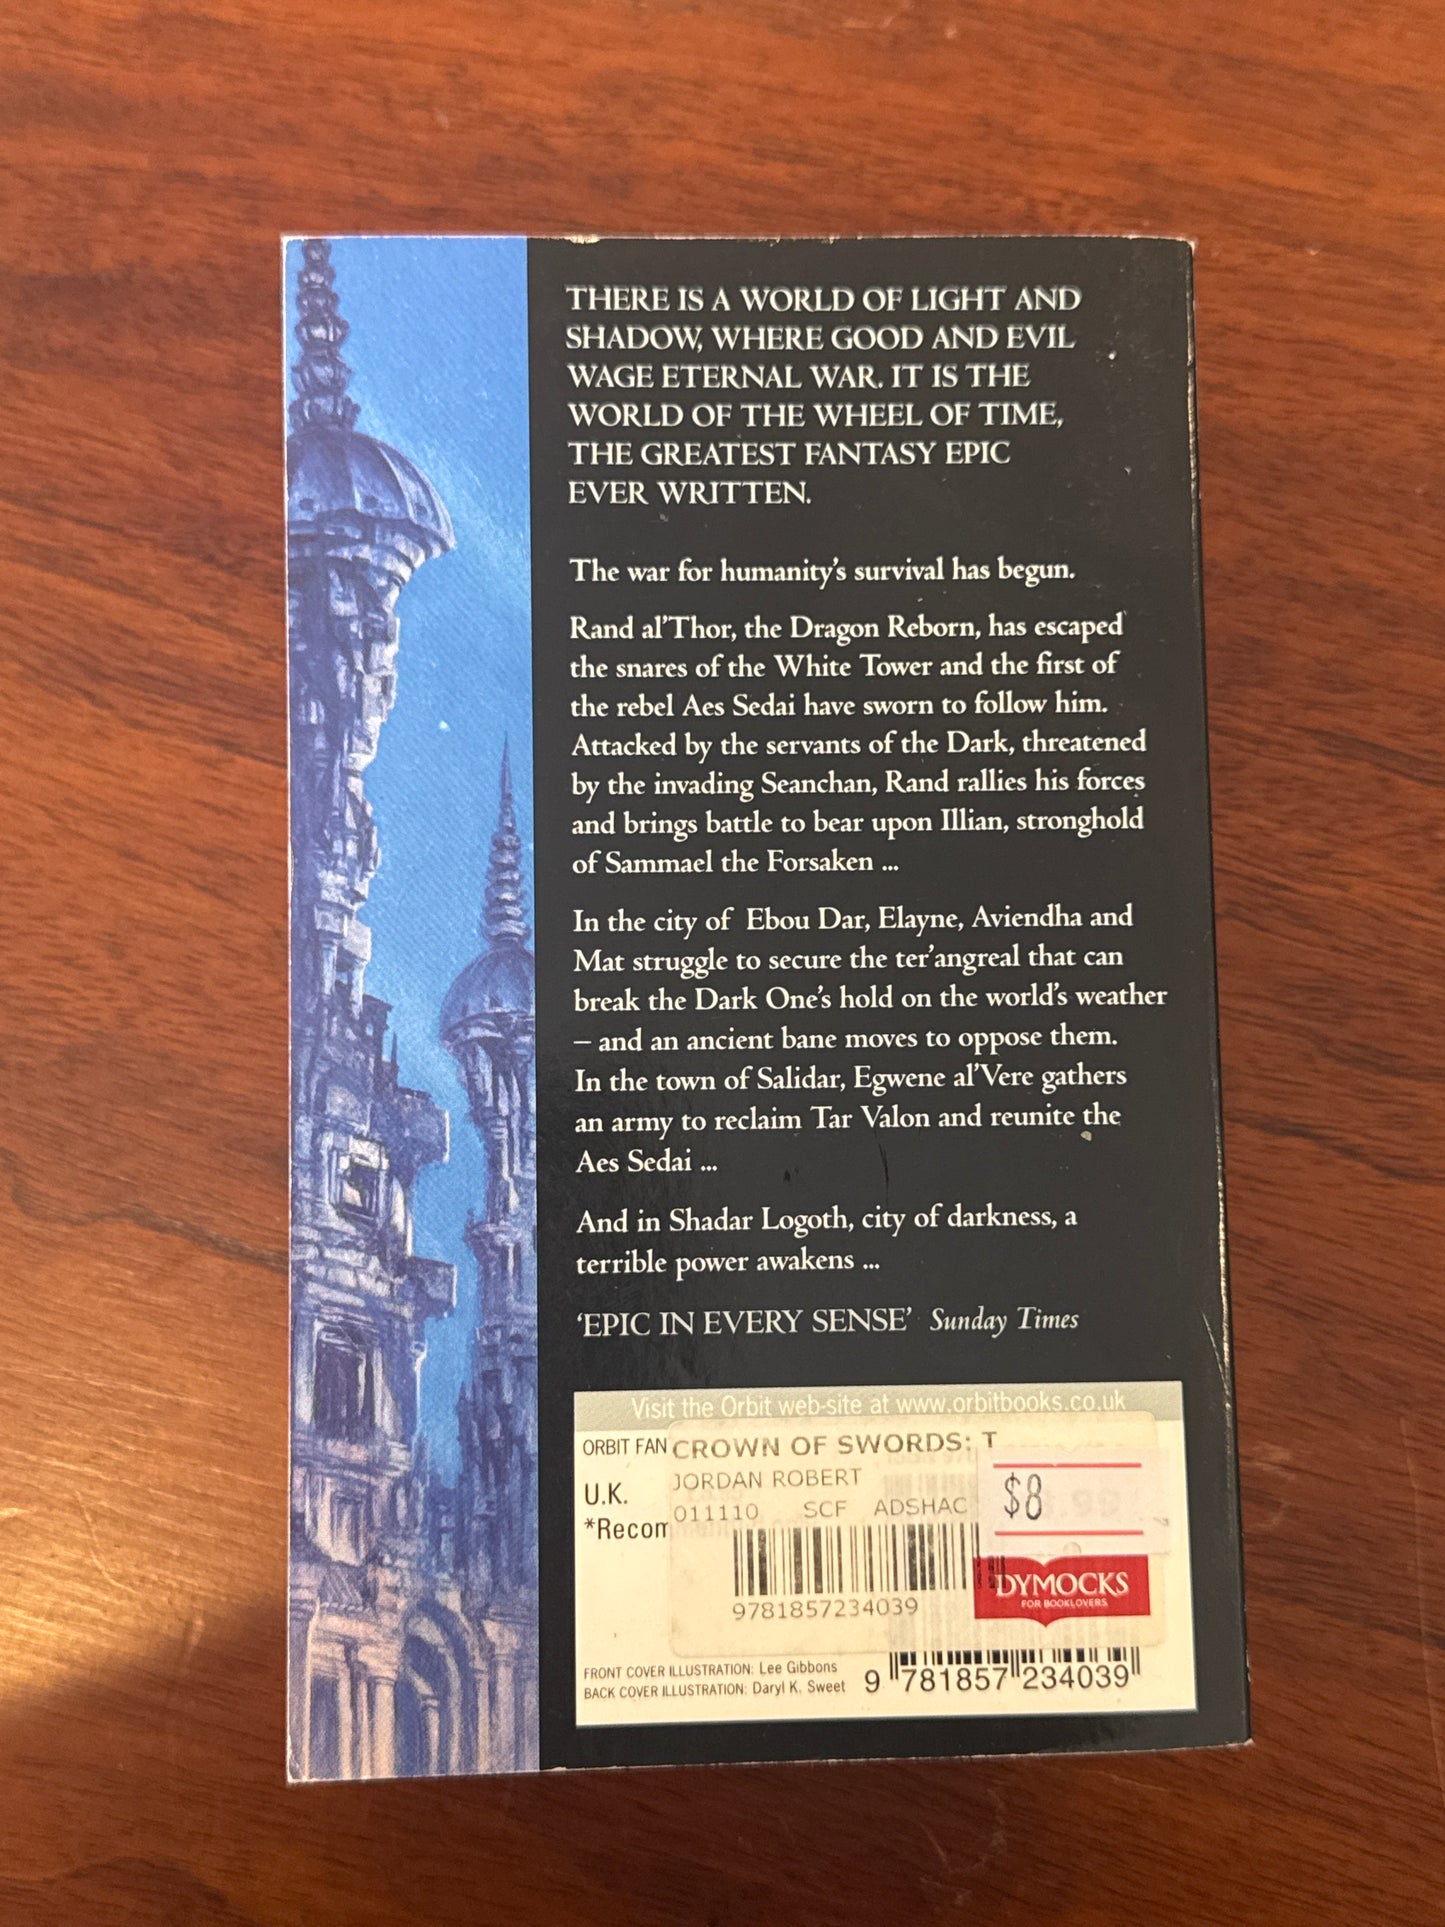 THERE IS A WORLD OF LIGHT AND
SHADOW, WHERE GOOD AND EVIL
WAGE ETERNAL WAR. IT IS THE
WORLD OF THE WHEEL OF TIME,
THE GREATEST FANTASY EPIC
EVER WRITTEN.
The war for humanity's survival has begun.
Rand al'Thor, the Dragon Reborn, has escaped
the snares of the White Tower and the first of
the rebel Aes Sedai have sworn to follow him.
Attacked by the servants of the Dark, threatened
by the invading Seanchan, Rand rallies his forces
and brings battle to bear upon Illian, stronghold
of Sammael the Forsaken ...
In the city of Ebou Dar, Elayne, Aviendha and
Mat struggle to secure the ter'angreal that can
break the Dark One's hold on the world's weather
– and an ancient bane moves to oppose them.
In the town of Salidar, Egwene al'Vere gathers
an army to reclaim Tar Valon and reunite the
Aes Sedai ...
And in Shadar Logoth, city of darkness, a
terrible power awakens ...
'EPIC IN EVERY SENSE' Sunday Times
Visit the Orbit web-site at www.orbitbooks.co.uk
ORBIT FAN
U.K.
*Recom
CROWN OF SWORDS: T
JORDAN ROBERT
011110 SCF ADSHAC
$8
9781857234039
DYMOCKS
FOR BOOKLOVERS
FRONT COVER ILLUSTRATION: Lee Gibbons
BACK COVER ILLUSTRATION: Daryl K. Sweet
9 781857 234039